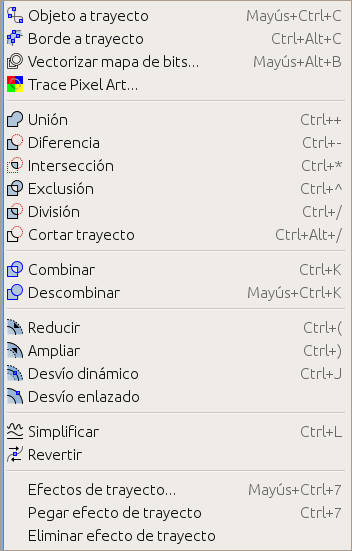 Objeto a trayecto Mayús+Ctrl+C
Borde a trayecto Ctrl+Alt+C
Vectorizar mapa de bits... Mayús+Alt+B
Trace Pixel Art...
Unión Ctrl++
Diferencia Ctrl+-
Intersección Ctrl+*
Exclusión Ctrl+^
División Ctrl+/
Cortar trayecto Ctrl+Alt+/
Combinar Ctrl+K
Descombinar Mayús+Ctrl+K
Reducir Ctrl+(
Ampliar Ctrl+)
Desvío dinámico Ctrl+J
Desvío enlazado
Simplificar Ctrl+L
Revertir
Efectos de trayecto... Mayús+Ctrl+7
Pegar efecto de trayecto Ctrl+7
Eliminar efecto de trayecto